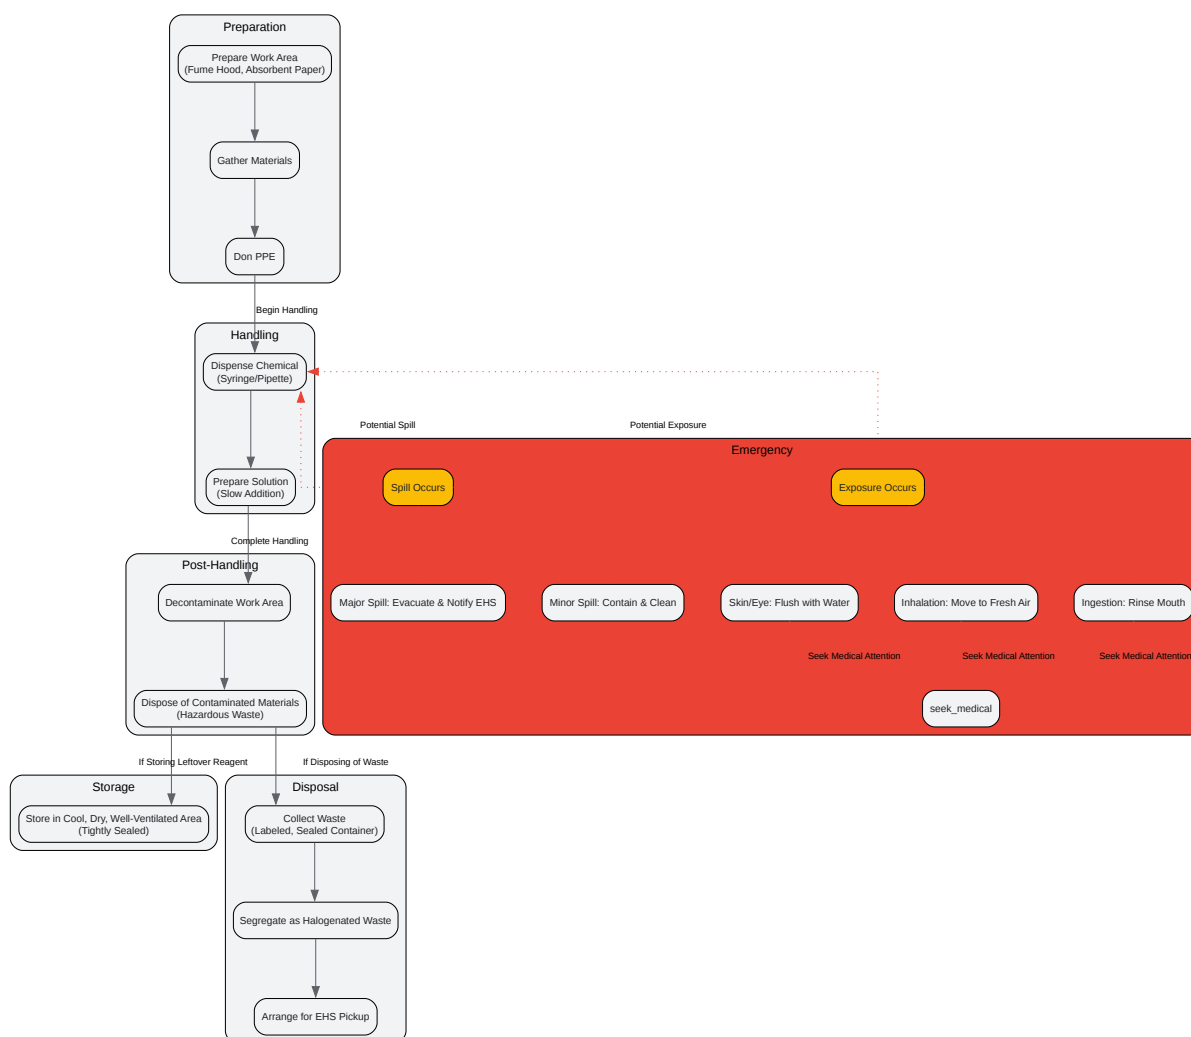 Preparation
Prepare Work Area
(Fume Hood, Absorbent Paper)
Gather Materials
Don PPE
Begin Handling
Handling
Dispense Chemical
(Syringe/Pipette)
Potential Spill
Potential Exposure
Emergency
Prepare Solution
(Slow Addition)
Spill Occurs
Exposure Occurs
Complete Handling
Post-Handling
Decontaminate Work Area
Major Spill: Evacuate & Notify EHS
Minor Spill: Contain & Clean
Skin/Eye: Flush with Water
Inhalation: Move to Fresh Air
Ingestion: Rinse Mouth
Seek Medical Attention
Seek Medical Attention
Seek Medical Attention
Dispose of Contaminated Materials
(Hazardous Waste)
seek_medical
If Storing Leftover Reagent
If Disposing of Waste
Storage
Store in Cool, Dry, Well-Ventilated Area
(Tightly Sealed)
Disposal
Collect Waste
(Labeled, Sealed Container)
Segregate as Halogenated Waste
Arrange for EHS Pickup